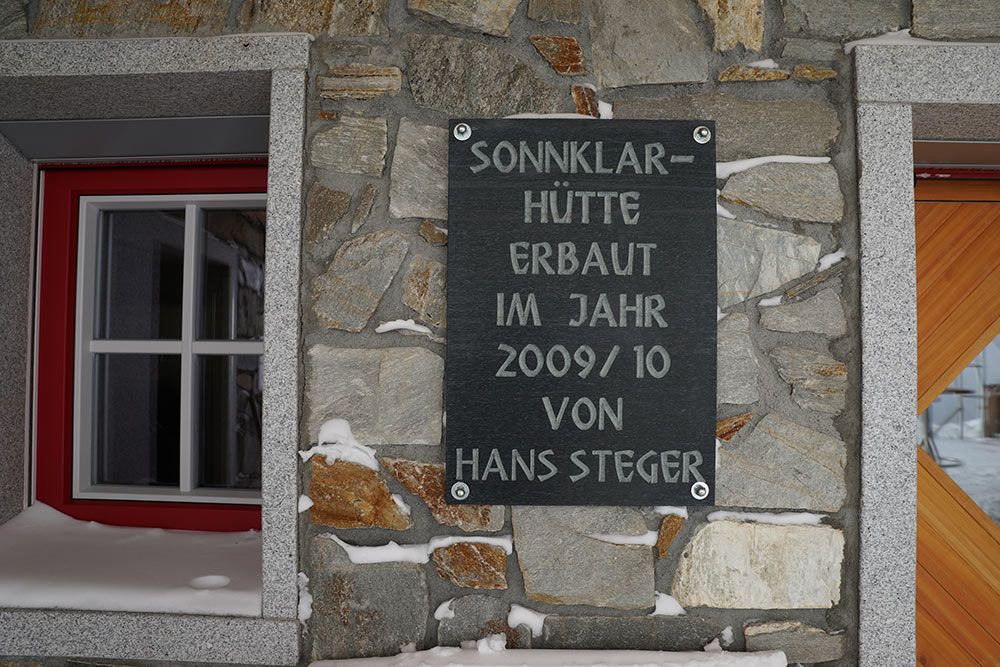 SONNKLAR-
HÜTTE
ERBAUT
IM JAHR
2009/10
VON
HANS STEGER